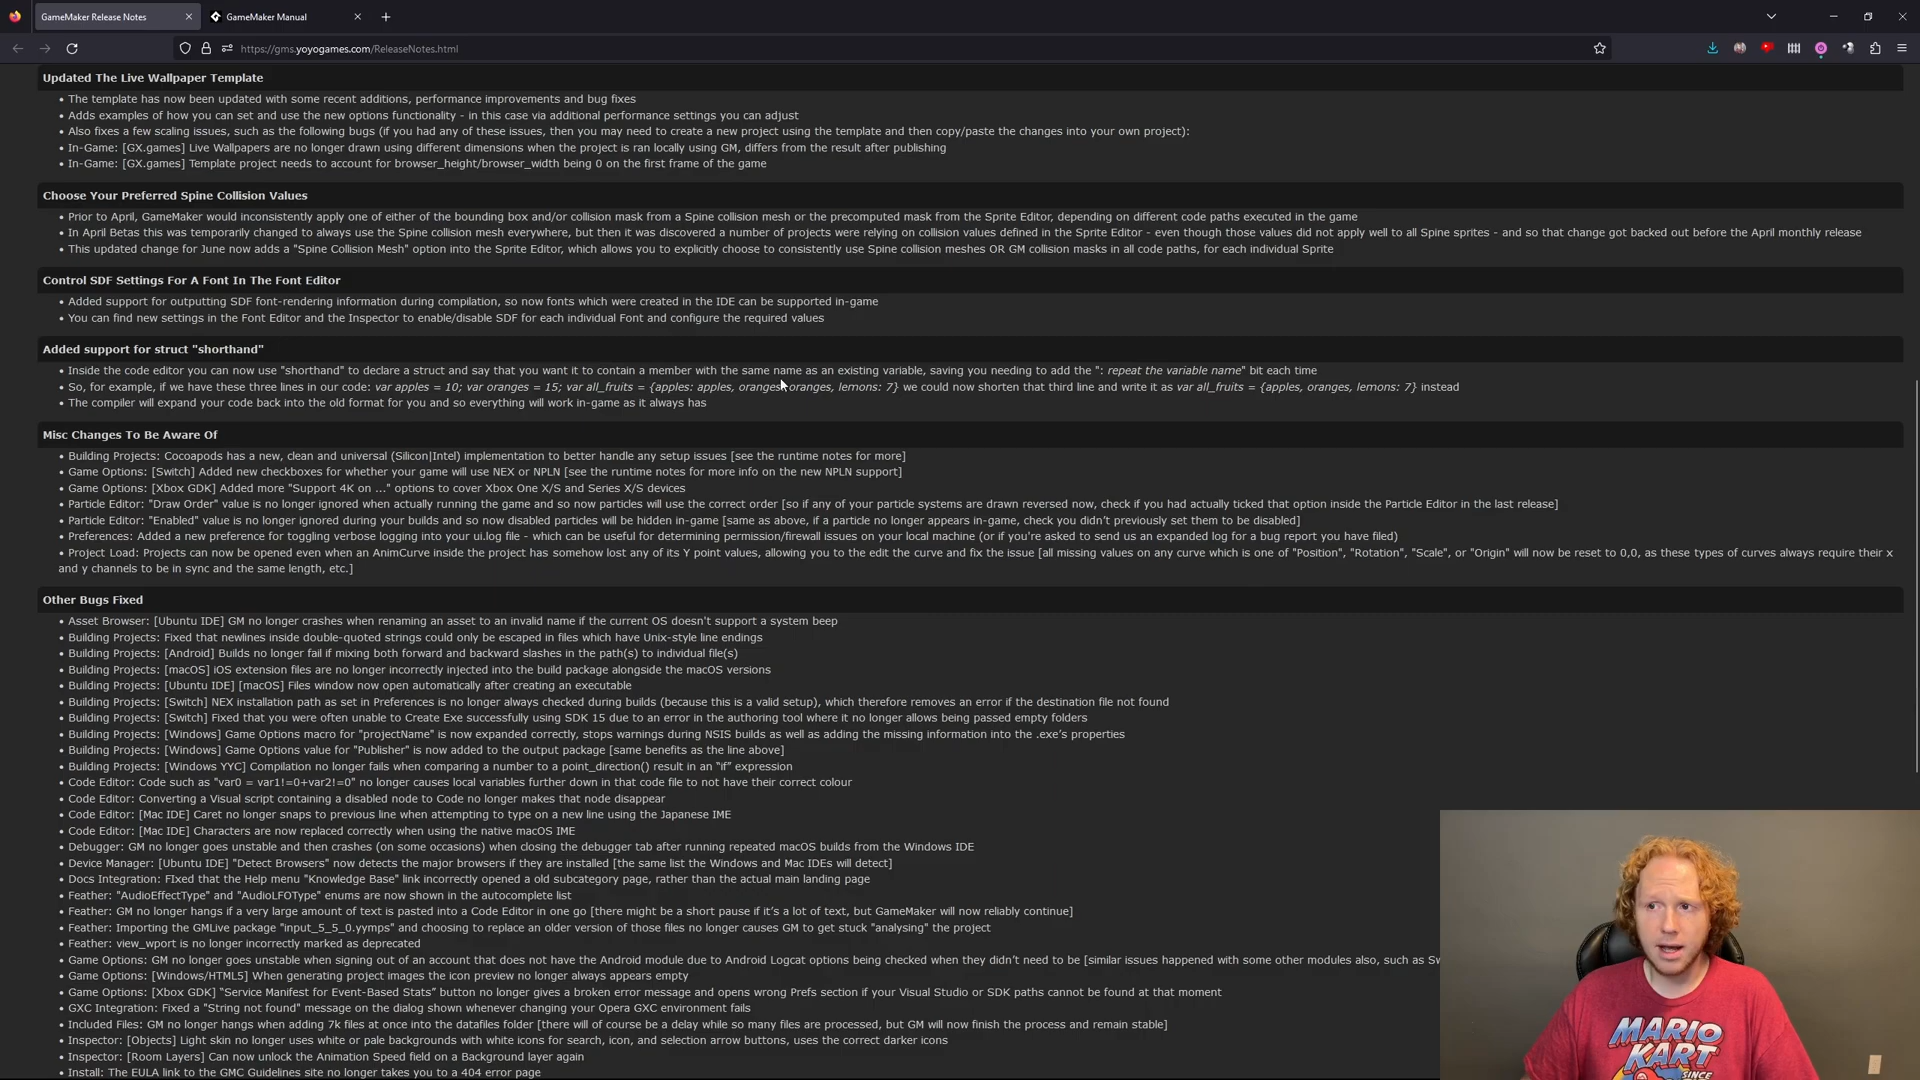 GameMaker Release Notes
GameMaker Manual
https://gms.yoyogames.com/ReleaseNotes.html
Updated The Live Wallpaper Template
• The template has now been updated with some recent additions, performance improvements and bug fixes
• Adds examples of how you can set and use the new options functionality - in this case via additional performance settings you can adjust
• Also fixes a few scaling issues, such as the following bugs (if you had any of these issues, then you may need to create a new project using the template and then copy/paste the changes into your own project):
• In-Game: [GX.games] Live Wallpapers are no longer drawn using different dimensions when the project is ran locally using GM, differs from the result after publishing
• In-Game: [GX.games] Template project needs to account for browser_height/browser_width being 0 on the first frame of the game
Choose Your Preferred Spine Collision Values
• Prior to April, GameMaker would inconsistently apply one of either of the bounding box and/or collision mask from a Spine collision mesh or the precomputed mask from the Sprite Editor, depending on different code paths executed in the game
• In April Betas this was temporarily changed to always use the Spine collision mesh everywhere, but then it was discovered a number of projects were relying on collision values defined in the Sprite Editor - even though those values did not apply well to all Spine sprites - and so that change got backed out before the April monthly release
• This updated change for June now adds a "Spine Collision Mesh" option into the Sprite Editor, which allows you to explicitly choose to consistently use Spine collision meshes OR GM collision masks in all code paths, for each individual Sprite
Control SDF Settings For A Font In The Font Editor
• Added support for outputting SDF font-rendering information during compilation, so now fonts which were created in the IDE can be supported in-game
• You can find new settings in the Font Editor and the Inspector to enable/disable SDF for each individual Font and configure the required values
Added support for struct "shorthand"
• Inside the code editor you can now use "shorthand" to declare a struct and say that you want it to contain a member with the same name as an existing variable, saving you needing to add the ": repeat the variable name" bit each time
• So, for example, if we have these three lines in our code: var apples = 10; var oranges = 15; var all_fruits = {apples: apples, oranges: oranges, lemons: 7} we could now shorten that third line and write it as var all_fruits = {apples, oranges, lemons: 7} instead
• The compiler will expand your code back into the old format for you and so everything will work in-game as it always has
Misc Changes To Be Aware Of
• Building Projects: Cocoapods has a new, clean and universal (Silicon|Intel) implementation to better handle any setup issues [see the runtime notes for more]
• Game Options: [Switch] Added new checkboxes for whether your game will use NEX or NPLN [see the runtime notes for more info on the new NPLN support]
• Game Options: [Xbox GDK] Added more "Support 4K on ..." options to cover Xbox One X/S and Series X/S devices
• Particle Editor: "Draw Order" value is no longer ignored when actually running the game and so now particles will use the correct order [so if any of your particle systems are drawn reversed now, check if you had actually ticked that option inside the Particle Editor in the last release]
• Particle Editor: "Enabled" value is no longer ignored during your builds and so now disabled particles will be hidden in-game [same as above, if a particle no longer appears in-game, check you didn't previously set them to be disabled]
• Preferences: Added a new preference for toggling verbose logging into your ui.log file - which can be useful for determining permission/firewall issues on your local machine (or if you're asked to send us an expanded log for a bug report you have filed)
• Project Load: Projects can now be opened even when an AnimCurve inside the project has somehow lost any of its Y point values, allowing you to the edit the curve and fix the issue [all missing values on any curve which is one of "Position", "Rotation", "Scale", or "Origin" will now be reset to 0,0, as these types of curves always require their x
and y channels to be in sync and the same length, etc.]
Other Bugs Fixed
• Asset Browser: [Ubuntu IDE] GM no longer crashes when renaming an asset to an invalid name if the current OS doesn't support a system beep
• Building Projects: Fixed that newlines inside double-quoted strings could only be escaped in files which have Unix-style line endings
• Building Projects: [Android] Builds no longer fail if mixing both forward and backward slashes in the path(s) to individual file(s)
• Building Projects: [macOS] iOS extension files are no longer incorrectly injected into the build package alongside the macOS versions
• Building Projects: [Ubuntu IDE] [macOS] Files window now open automatically after creating an executable
• Building Projects: [Switch] NEX installation path as set in Preferences is no longer always checked during builds (because this is a valid setup), which therefore removes an error if the destination file not found
• Building Projects: [Switch] Fixed that you were often unable to Create Exe successfully using SDK 15 due to an error in the authoring tool where it no longer allows being passed empty folders
• Building Projects: [Windows] Game Options macro for "projectName" is now expanded correctly, stops warnings during NSIS builds as well as adding the missing information into the .exe's properties
• Building Projects: [Windows] Game Options value for "Publisher" is now added to the output package [same benefits as the line above]
• Building Projects: [Windows YYC] Compilation no longer fails when comparing a number to a point_direction() result in an "if" expression
• Code Editor: Code such as "var0 = var1!=0+var2!=0" no longer causes local variables further down in that code file to not have their correct colour
• Code Editor: Converting a Visual script containing a disabled node to Code no longer makes that node disappear
• Code Editor: [Mac IDE] Caret no longer snaps to previous line when attempting to type on a new line using the Japanese IME
• Code Editor: [Mac IDE] Characters are now replaced correctly when using the native macOS IME
• Debugger: GM no longer goes unstable and then crashes (on some occasions) when closing the debugger tab after running repeated macOS builds from the Windows IDE
• Device Manager: [Ubuntu IDE] "Detect Browsers" now detects the major browsers if they are installed [the same list the Windows and Mac IDEs will detect]
• Docs Integration: FIxed that the Help menu "Knowledge Base" link incorrectly opened a old subcategory page, rather than the actual main landing page
• Feather: "AudioEffectType" and "AudioLFOType" enums are now shown in the autocomplete list
• Feather: GM no longer hangs if a very large amount of text is pasted into a Code Editor in one go [there might be a short pause if it's a lot of text, but GameMaker will now reliably continue]
• Feather: Importing the GMLive package "input_5_5_0.yymps" and choosing to replace an older version of those files no longer causes GM to get stuck "analysing" the project
• Feather: view_wport is no longer incorrectly marked as deprecated
• Game Options: GM no longer goes unstable when signing out of an account that does not have the Android module due to Android Logcat options being checked when they didn't need to be [similar issues happened with some other modules also, such as Sw
• Game Options: [Windows/HTML5] When generating project images the icon preview no longer always appears empty
• Game Options: [Xbox GDK] "Service Manifest for Event-Based Stats" button no longer gives a broken error message and opens wrong Prefs section if your Visual Studio or SDK paths cannot be found at that moment
• GXC Integration: Fixed a "String not found" message on the dialog shown whenever changing your Opera GXC environment fails
• Included Files: GM no longer hangs when adding 7k files at once into the datafiles folder [there will of course be a delay while so many files are processed, but GM will now finish the process and remain stable]
• Inspector: [Objects] Light skin no longer uses white or pale backgrounds with white icons for search, icon, and selection arrow buttons, uses the correct darker icons
• Inspector: [Room Layers] Can now unlock the Animation Speed field on a Background layer again
• Install: The EULA link to the GMC Guidelines site no longer takes you to a 404 error page
MARIO
KART
SINCE